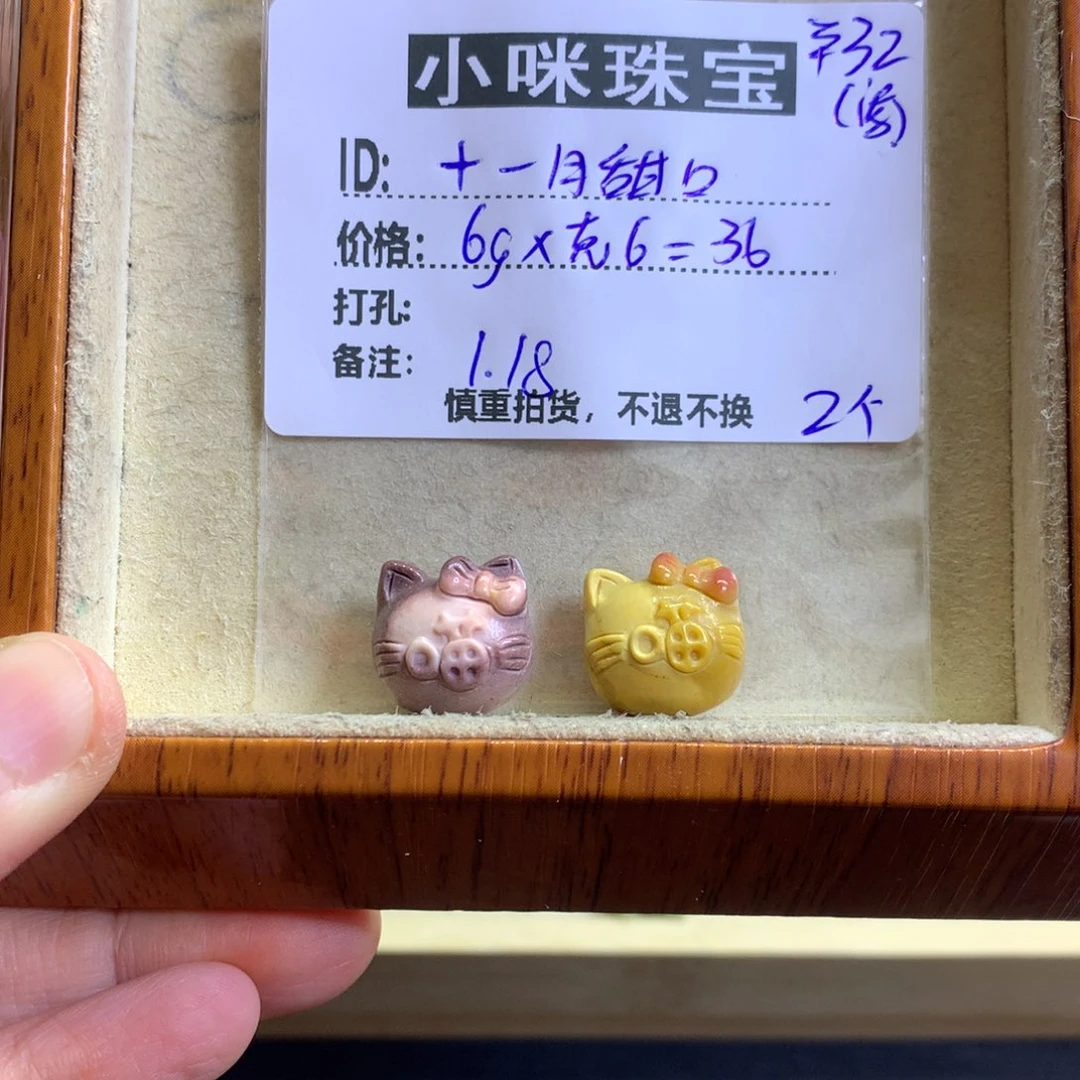 小咪珠宝
ID: 十一月甜口
价格: 6g×克6=36
打孔:
备注: 1.18
慎重拍货，不退不换 2个